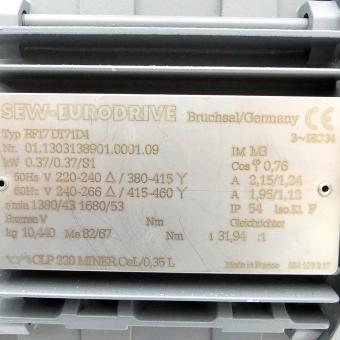 SEW-EURODRIVE Bruchsal/Germany CE
Typ RF17 DT71D4 3~IEC34
Nr. 01.1303138901.0001.09 IM M3
kW 0.37/0.37/S1 Cos φ 0,76
50Hz V 220-240 Δ / 380-415 Y A 2,15/1,24
60Hz V 240-266 Δ / 415-460 Y A 1,95/1,12
r/min 1380/43 1680/53 IP 54 Iso.Kl. F
Bremse V Nm Gleichrichter
kg 10,440 Ma 82/67 Nm i 31,94 :1
CLP 220 MINER.OeL/0,35 L Made in France